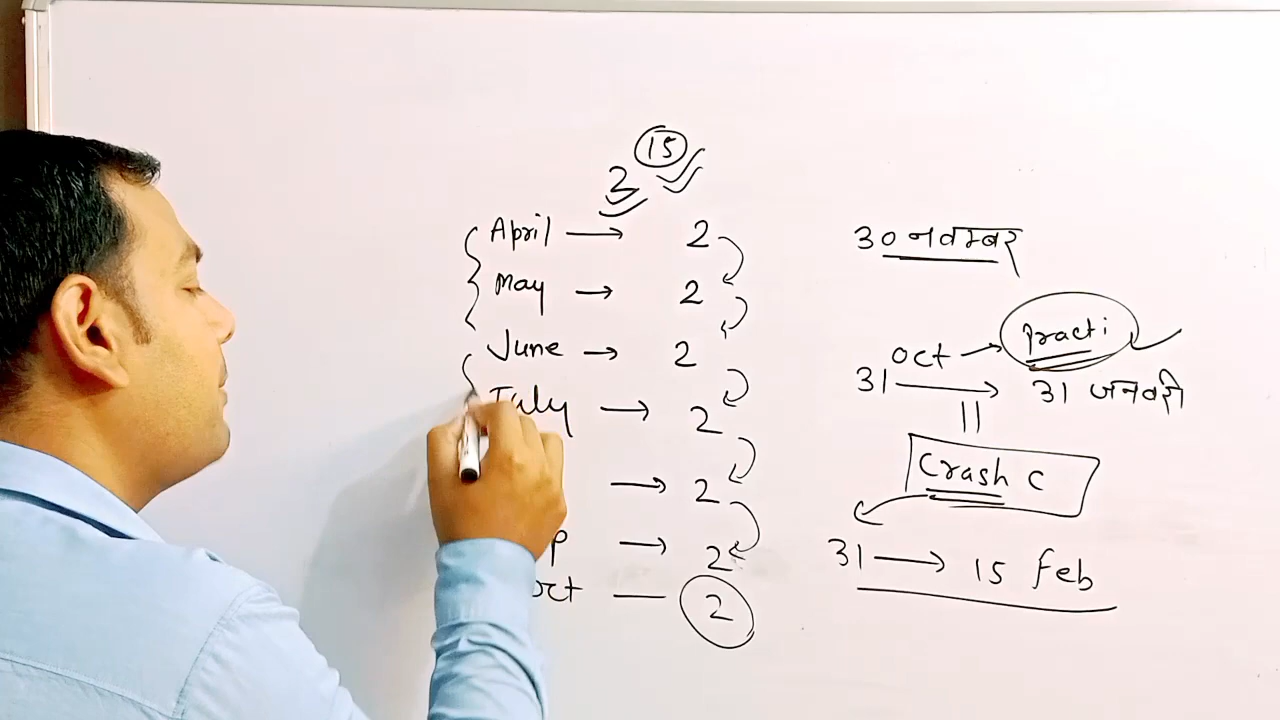 15
2
April → 2
May → 2
June → 2
July → 2
→ 2
p → 2
oct — 2
30 नवम्बर
oct → Practi
31 → 31 जनवरी
Crash C
31 → 15 Feb